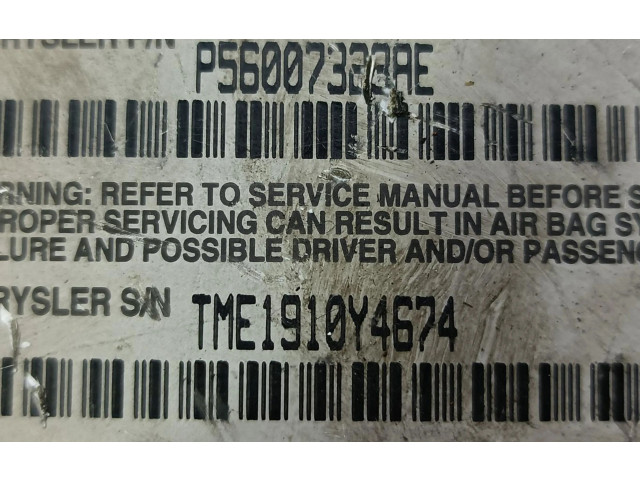 RYSLER P/N
P56007323AE
RNING: REFER TO SERVICE MANUAL BEFORE S
ROPER SERVICING CAN RESULT IN AIR BAG SY
LURE AND POSSIBLE DRIVER AND/OR PASSENG
RYSLER S/N TME1910Y4674